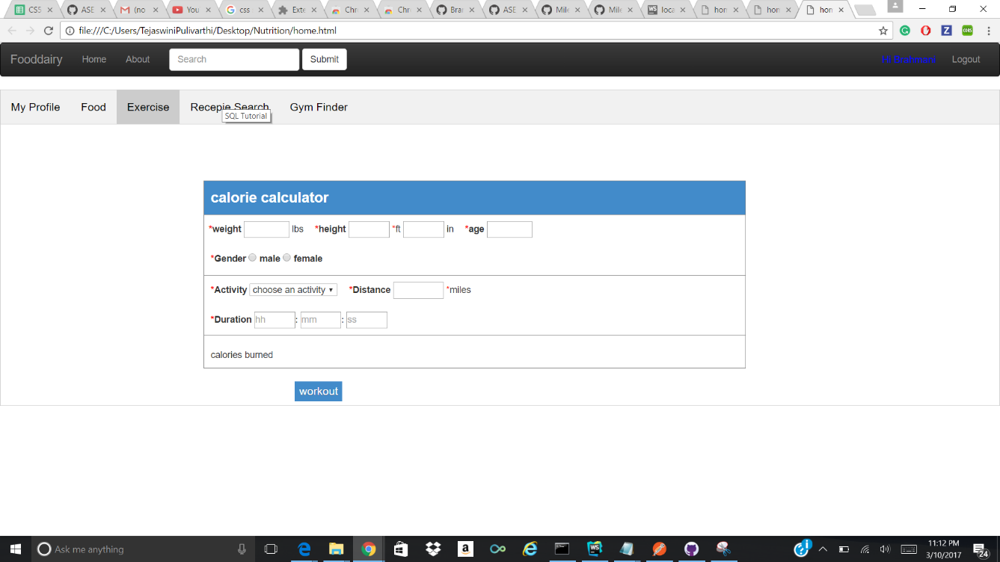 CS5 ASE (no You css Exte Chr Chr Bra ASE Mile Mile loca hon hon hon
file:///C:/Users/TejaswiniPulivarthi/Desktop/Nutrition/home.html
Fooddairy Home About Search Submit Hi Brahmani Logout
My Profile Food Exercise Recepie Search Gym Finder
SQL Tutorial
calorie calculator
*weight lbs *height *ft in *age
*Gender male female
*Activity choose an activity *Distance *miles
*Duration hh : mm : ss
calories burned
workout
Ask me anything
11:12 PM
3/10/2017
24